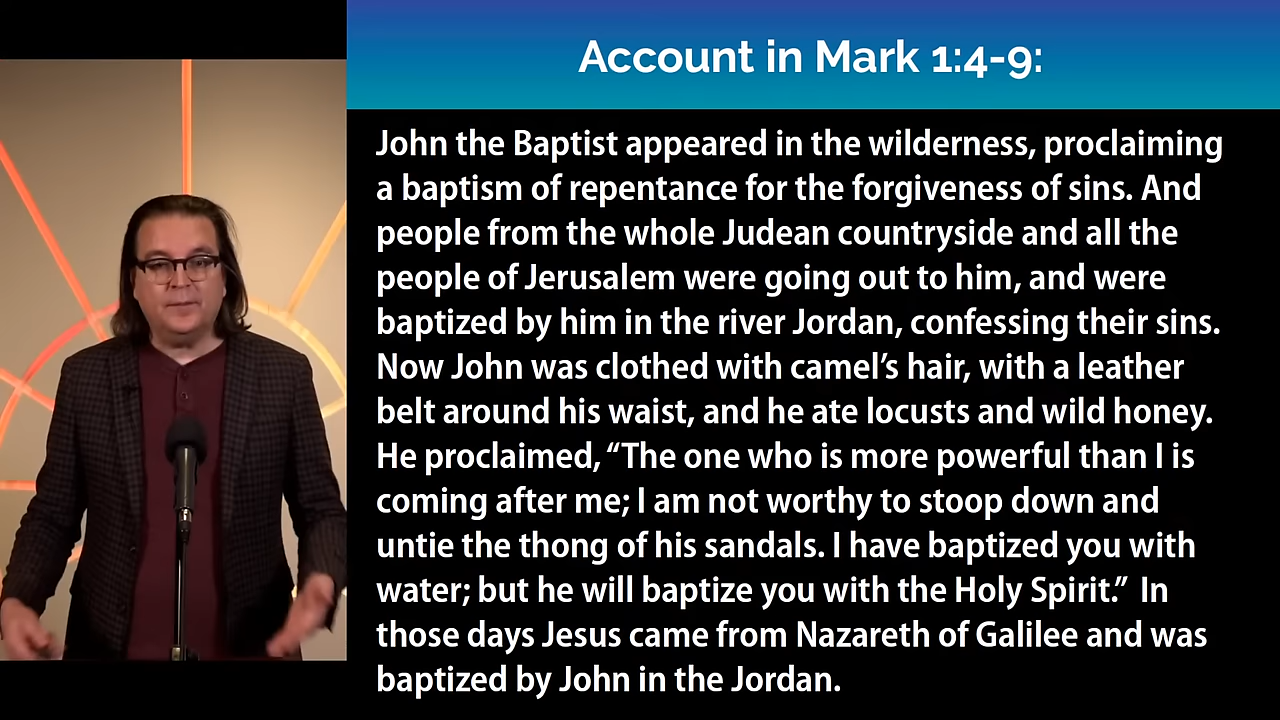 Account in Mark 1:4-9:
John the Baptist appeared in the wilderness, proclaiming
a baptism of repentance for the forgiveness of sins. And
people from the whole Judean countryside and all the
people of Jerusalem were going out to him, and were
baptized by him in the river Jordan, confessing their sins.
Now John was clothed with camel’s hair, with a leather
belt around his waist, and he ate locusts and wild honey.
He proclaimed, “The one who is more powerful than I is
coming after me; I am not worthy to stoop down and
untie the thong of his sandals. I have baptized you with
water; but he will baptize you with the Holy Spirit.” In
those days Jesus came from Nazareth of Galilee and was
baptized by John in the Jordan.